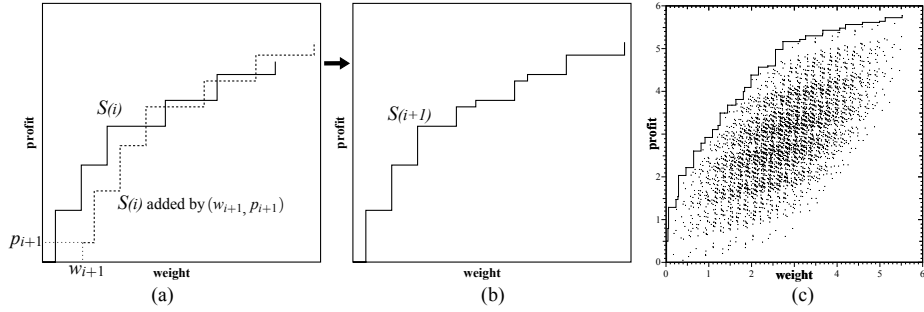 S(i)
S(i) added by (wi+1, pi+1)
pi+1
wi+1
profit
weight
(a)
S(i+1)
profit
weight
(b)
6
5
4
3
2
1
0
0 1 2 3 4 5 6
profit
weight
(c)